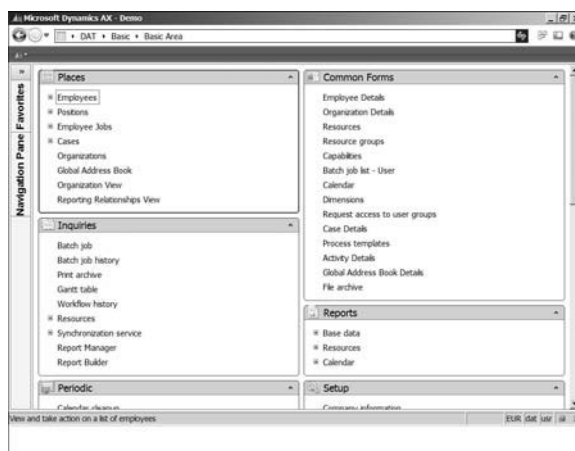 Microsoft Dynamics AX - Demo
DAT • Basic • Basic Area
Navigation Pane Favorites
Places
Employees
Positions
Employee Jobs
Cases
Organizations
Global Address Book
Organization View
Reporting Relationships View
Inquiries
Batch job
Batch job history
Print archive
Gantt table
Workflow history
Resources
Synchronization service
Report Manager
Report Builder
Periodic
Calendar cleanup
Common Forms
Employee Details
Organization Details
Resources
Resource groups
Capabilities
Batch job list - User
Calendar
Dimensions
Request access to user groups
Case Details
Process templates
Activity Details
Global Address Book Details
File archive
Reports
Base data
Resources
Calendar
Setup
Company information
View and take action on a list of employees
EUR dat usr